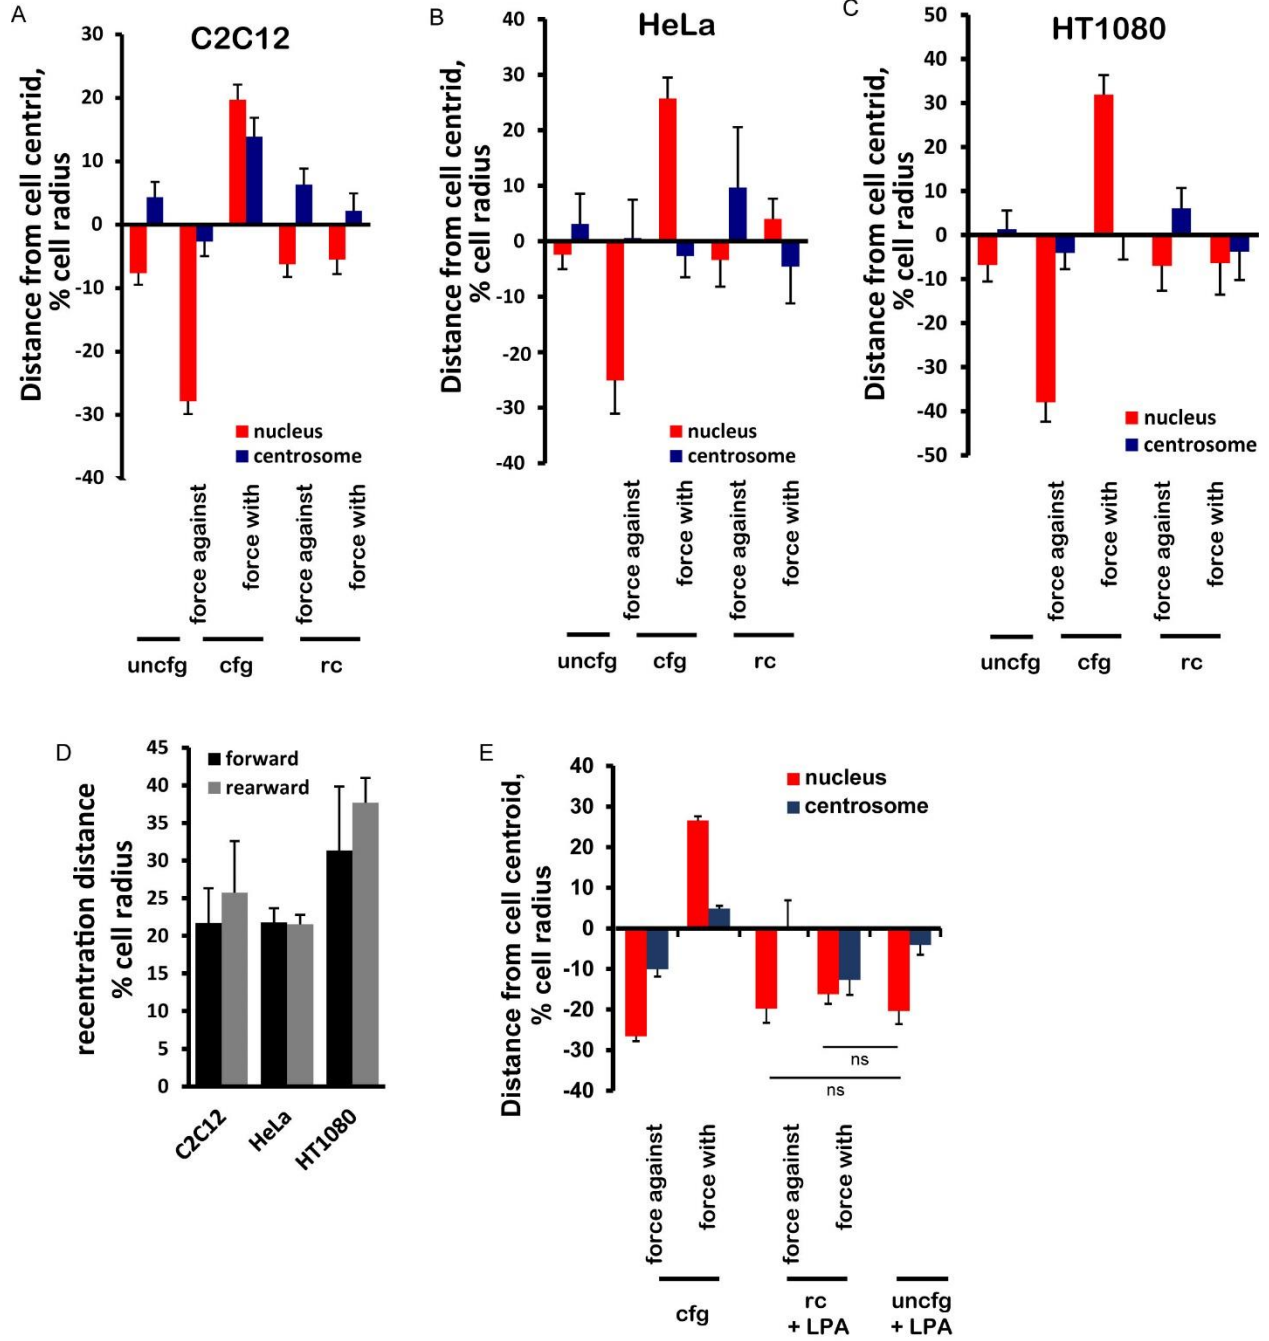 A
C2C12
Distance from cell centrid,
% cell radius
30
20
10
0
-10
-20
-30
-40
nucleus
centrosome
force against
force with
force against
force with
uncfg
cfg
rc
B
HeLa
Distance from cell centrid,
% cell radius
40
30
20
10
0
-10
-20
-30
-40
nucleus
centrosome
force against
force with
force against
force with
uncfg
cfg
rc
C
HT1080
Distance from cell centrid,
% cell radius
50
40
30
20
10
0
-10
-20
-30
-40
-50
nucleus
centrosome
force against
force with
force against
force with
uncfg
cfg
rc
D
recentration distance
% cell radius
45
40
35
30
25
20
15
10
5
0
forward
rearward
C2C12
HeLa
HT1080
E
Distance from cell centroid,
% cell radius
40
30
20
10
0
-10
-20
-30
-40
nucleus
centrosome
ns
ns
force against
force with
force against
force with
cfg
rc
+ LPA
uncfg
+ LPA